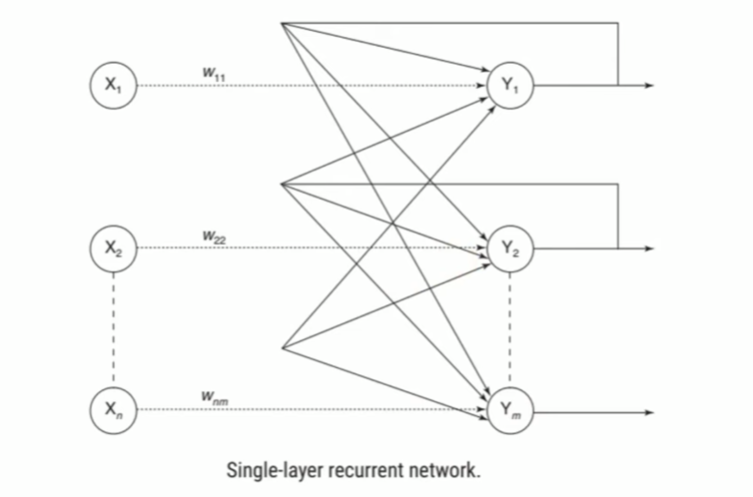 X₁ w₁₁ Y₁
X₂ w₂₂ Y₂
Xₙ wₙₘ Yₘ
Single-layer recurrent network.